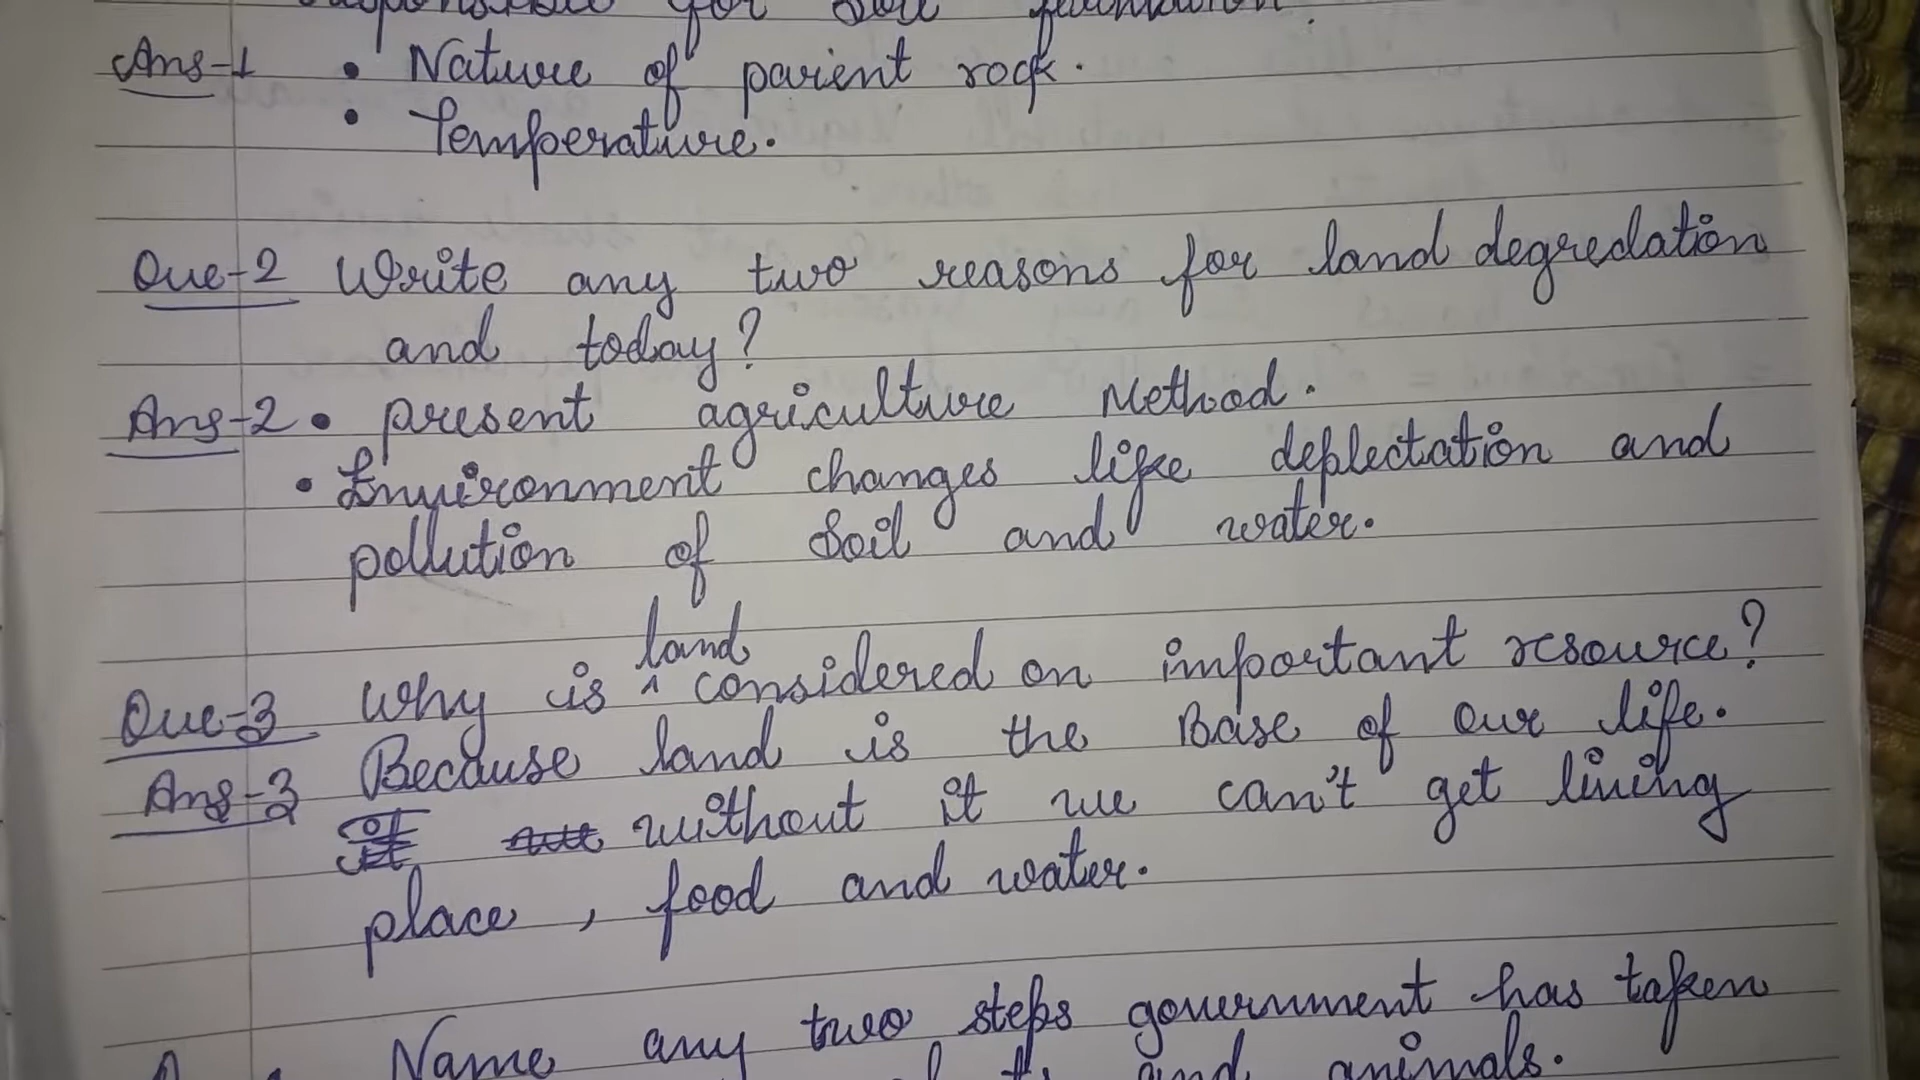 for soil
Ans-1 • Nature of parent rock.
• Temperature.
Que-2 Write any two reasons for land degredation
and today?
Ans-2 • present agriculture Method.
• Environment changes like deplectation and
pollution of Soil and water.
land
Que-3 Why is ^ considered on important resource?
Ans-3 Because land is the Base of our life.
without it we can't get living
place, food and water.
Name any two steps government has taken
and animals.